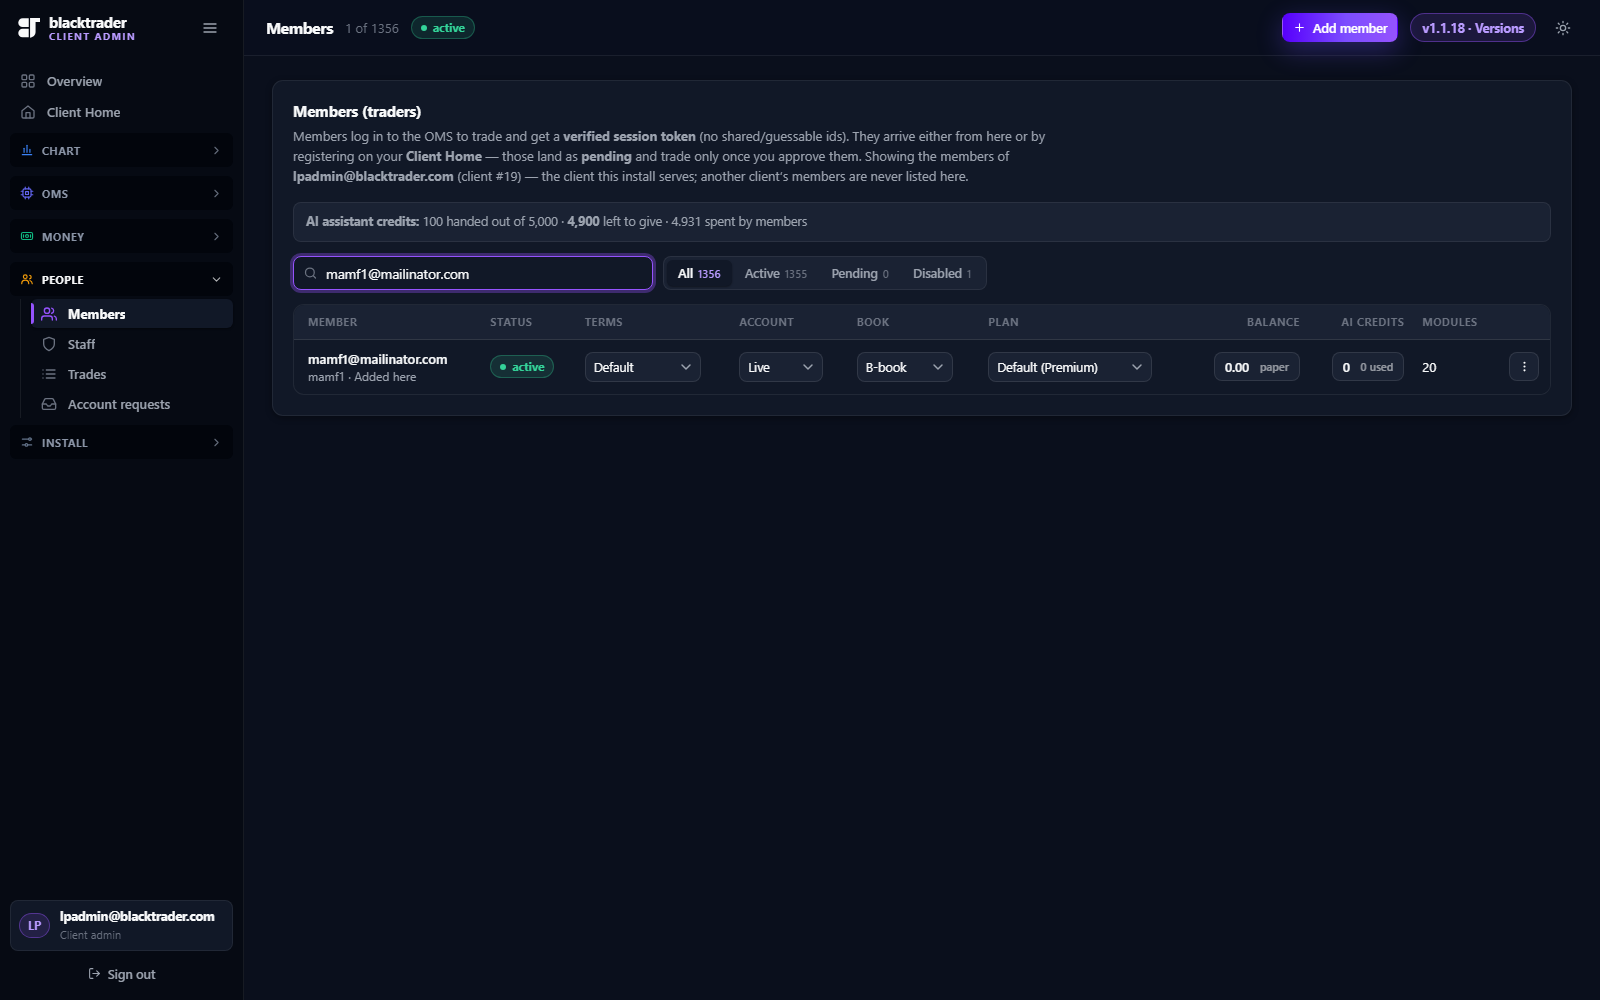 blacktrader
CLIENT ADMIN
Overview
Client Home
CHART
OMS
MONEY
PEOPLE
Members
Staff
Trades
Account requests
INSTALL
LP
lpadmin@blacktrader.com
Client admin
Sign out
Members 1 of 1356 active
+ Add member
v1.1.18 · Versions
Members (traders)
Members log in to the OMS to trade and get a verified session token (no shared/guessable ids). They arrive either from here or by
registering on your Client Home — those land as pending and trade only once you approve them. Showing the members of
lpadmin@blacktrader.com (client #19) — the client this install serves; another client's members are never listed here.
AI assistant credits: 100 handed out of 5,000 · 4,900 left to give · 4.931 spent by members
mamf1@mailinator.com
All 1356 Active 1355 Pending 0 Disabled 1
MEMBER STATUS TERMS ACCOUNT BOOK PLAN BALANCE AI CREDITS MODULES
mamf1@mailinator.com
mamf1 · Added here
active Default Live B-book Default (Premium) 0.00 paper 0 0 used 20